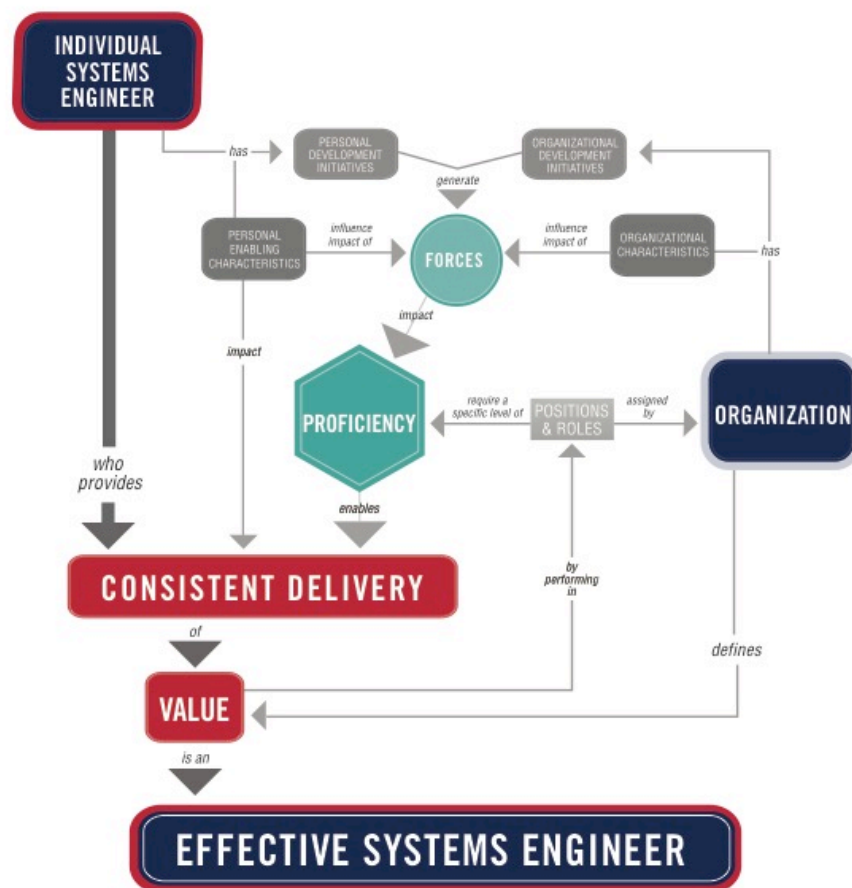 INDIVIDUAL
SYSTEMS
ENGINEER
has
PERSONAL
DEVELOPMENT
INITIATIVES
ORGANIZATIONAL
DEVELOPMENT
INITIATIVES
generate
PERSONAL
ENABLING
CHARACTERISTICS
influence
impact of
FORCES
influence
impact of
ORGANIZATIONAL
CHARACTERISTICS
has
impact
impact
PROFICIENCY
require a
specific level of
POSITIONS
& ROLES
assigned
by
ORGANIZATION
who
provides
enables
CONSISTENT DELIVERY
by
performing
in
of
defines
VALUE
is an
EFFECTIVE SYSTEMS ENGINEER